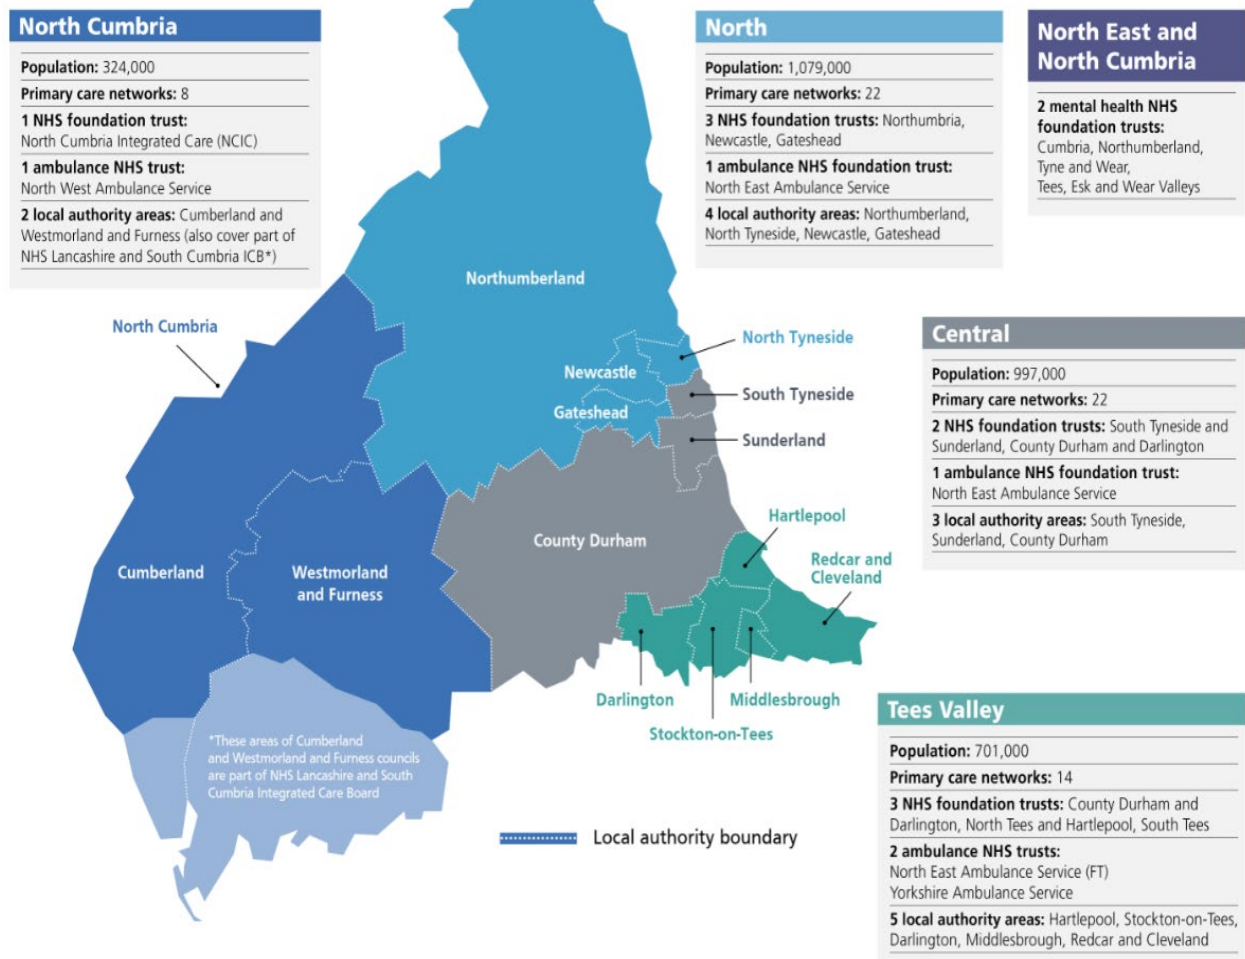 North Cumbria
Population: 324,000
Primary care networks: 8
1 NHS foundation trust:
North Cumbria Integrated Care (NCIC)
1 ambulance NHS trust:
North West Ambulance Service
2 local authority areas: Cumberland and
Westmorland and Furness (also cover part of
NHS Lancashire and South Cumbria ICB*)
North
Population: 1,079,000
Primary care networks: 22
3 NHS foundation trusts: Northumbria,
Newcastle, Gateshead
1 ambulance NHS foundation trust:
North East Ambulance Service
4 local authority areas: Northumberland,
North Tyneside, Newcastle, Gateshead
North East and
North Cumbria
2 mental health NHS
foundation trusts:
Cumbria, Northumberland,
Tyne and Wear,
Tees, Esk and Wear Valleys
Northumberland
North Cumbria
North Tyneside
Newcastle
South Tyneside
Gateshead
Sunderland
Central
Population: 997,000
Primary care networks: 22
2 NHS foundation trusts: South Tyneside and
Sunderland, County Durham and Darlington
1 ambulance NHS foundation trust:
North East Ambulance Service
3 local authority areas: South Tyneside,
Sunderland, County Durham
Hartlepool
County Durham
Redcar and
Cleveland
Cumberland
Westmorland
and Furness
Darlington
Middlesbrough
Stockton-on-Tees
*These areas of Cumberland
and Westmorland and Furness councils
are part of NHS Lancashire and South
Cumbria Integrated Care Board
Local authority boundary
Tees Valley
Population: 701,000
Primary care networks: 14
3 NHS foundation trusts: County Durham and
Darlington, North Tees and Hartlepool, South Tees
2 ambulance NHS trusts:
North East Ambulance Service (FT)
Yorkshire Ambulance Service
5 local authority areas: Hartlepool, Stockton-on-Tees,
Darlington, Middlesbrough, Redcar and Cleveland